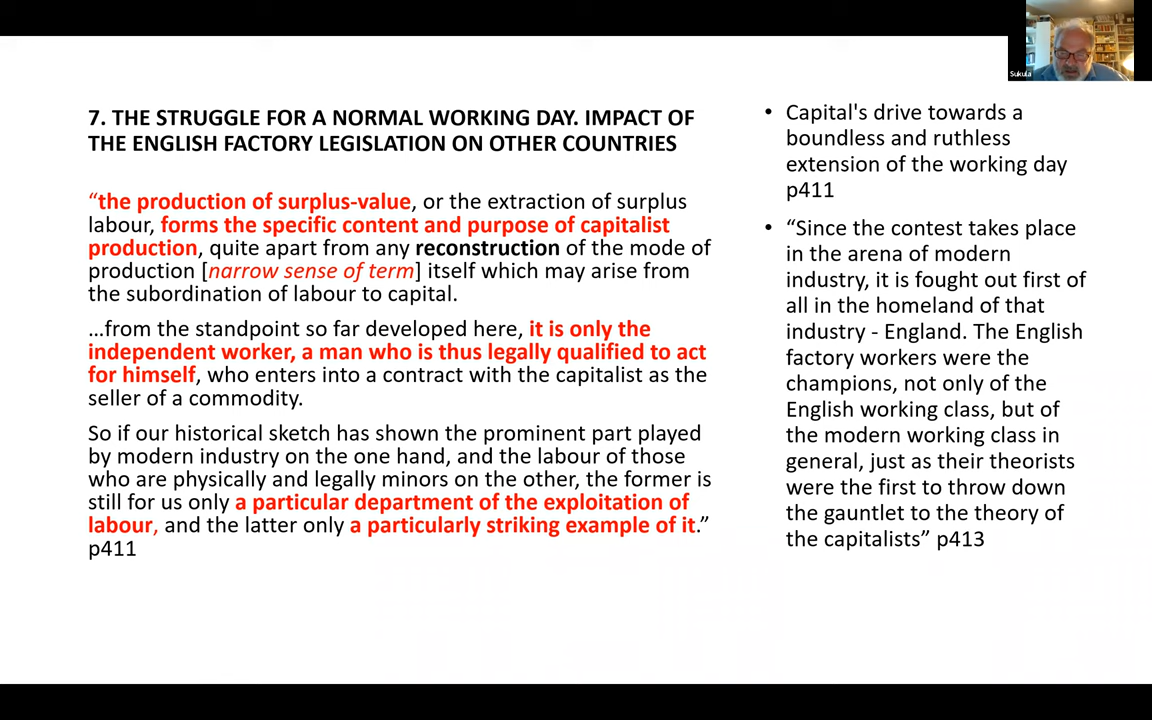 7. THE STRUGGLE FOR A NORMAL WORKING DAY. IMPACT OF
THE ENGLISH FACTORY LEGISLATION ON OTHER COUNTRIES
“the production of surplus-value, or the extraction of surplus
labour, forms the specific content and purpose of capitalist
production, quite apart from any reconstruction of the mode of
production [narrow sense of term] itself which may arise from
the subordination of labour to capital.
…from the standpoint so far developed here, it is only the
independent worker, a man who is thus legally qualified to act
for himself, who enters into a contract with the capitalist as the
seller of a commodity.
So if our historical sketch has shown the prominent part played
by modern industry on the one hand, and the labour of those
who are physically and legally minors on the other, the former is
still for us only a particular department of the exploitation of
labour, and the latter only a particularly striking example of it.”
p411
• Capital's drive towards a
boundless and ruthless
extension of the working day
p411
• “Since the contest takes place
in the arena of modern
industry, it is fought out first of
all in the homeland of that
industry - England. The English
factory workers were the
champions, not only of the
English working class, but of
the modern working class in
general, just as their theorists
were the first to throw down
the gauntlet to the theory of
the capitalists” p413
Sukula